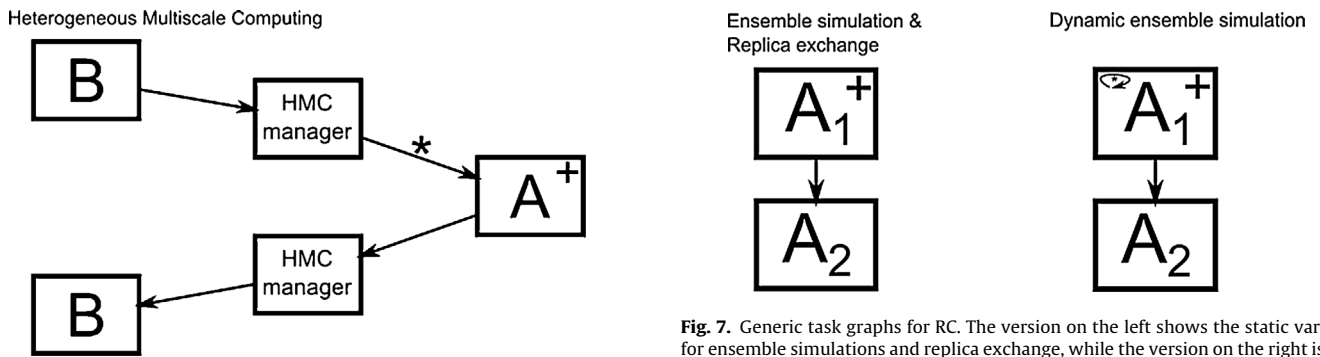 Heterogeneous Multiscale Computing
B
HMC
manager
*
A+
HMC
manager
B
Ensemble simulation &
Replica exchange
A1+
A2
Dynamic ensemble simulation
*
A1+
A2
Fig. 7. Generic task graphs for RC. The version on the left shows the static var
for ensemble simulations and replica exchange, while the version on the right is